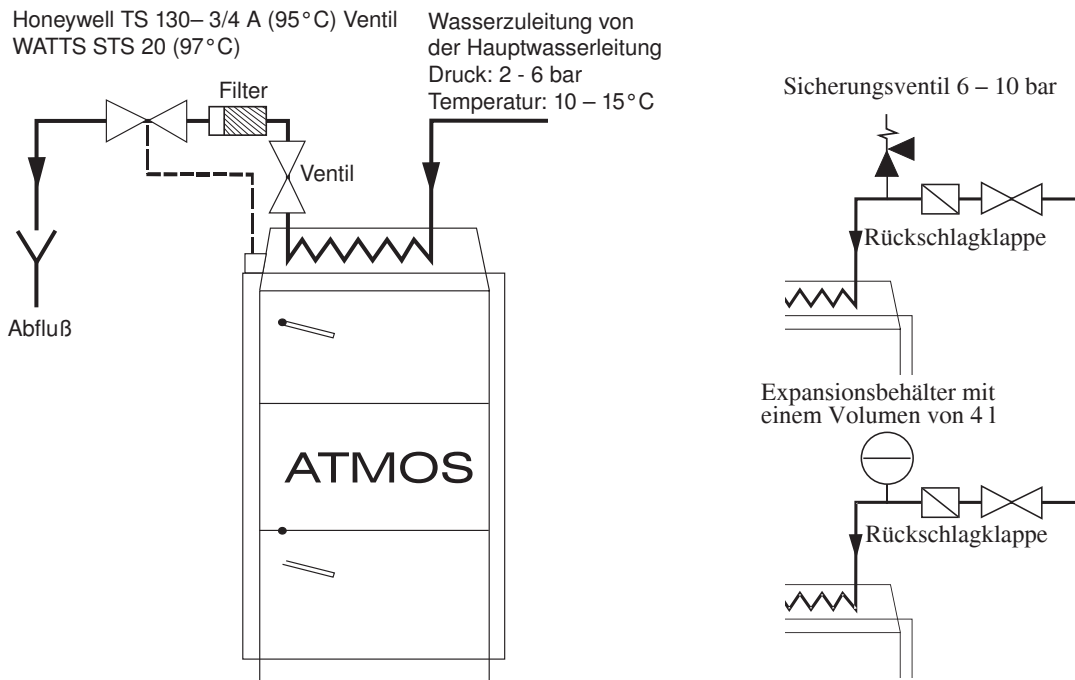 Honeywell TS 130– 3/4 A (95°C) Ventil
WATTS STS 20 (97°C)
Wasserzuleitung von
der Hauptwasserleitung
Druck: 2 - 6 bar
Temperatur: 10 – 15°C
Filter
Ventil
Abfluß
ATMOS
Sicherungsventil 6 – 10 bar
Rückschlagklappe
Expansionsbehälter mit
einem Volumen von 4 l
Rückschlagklappe